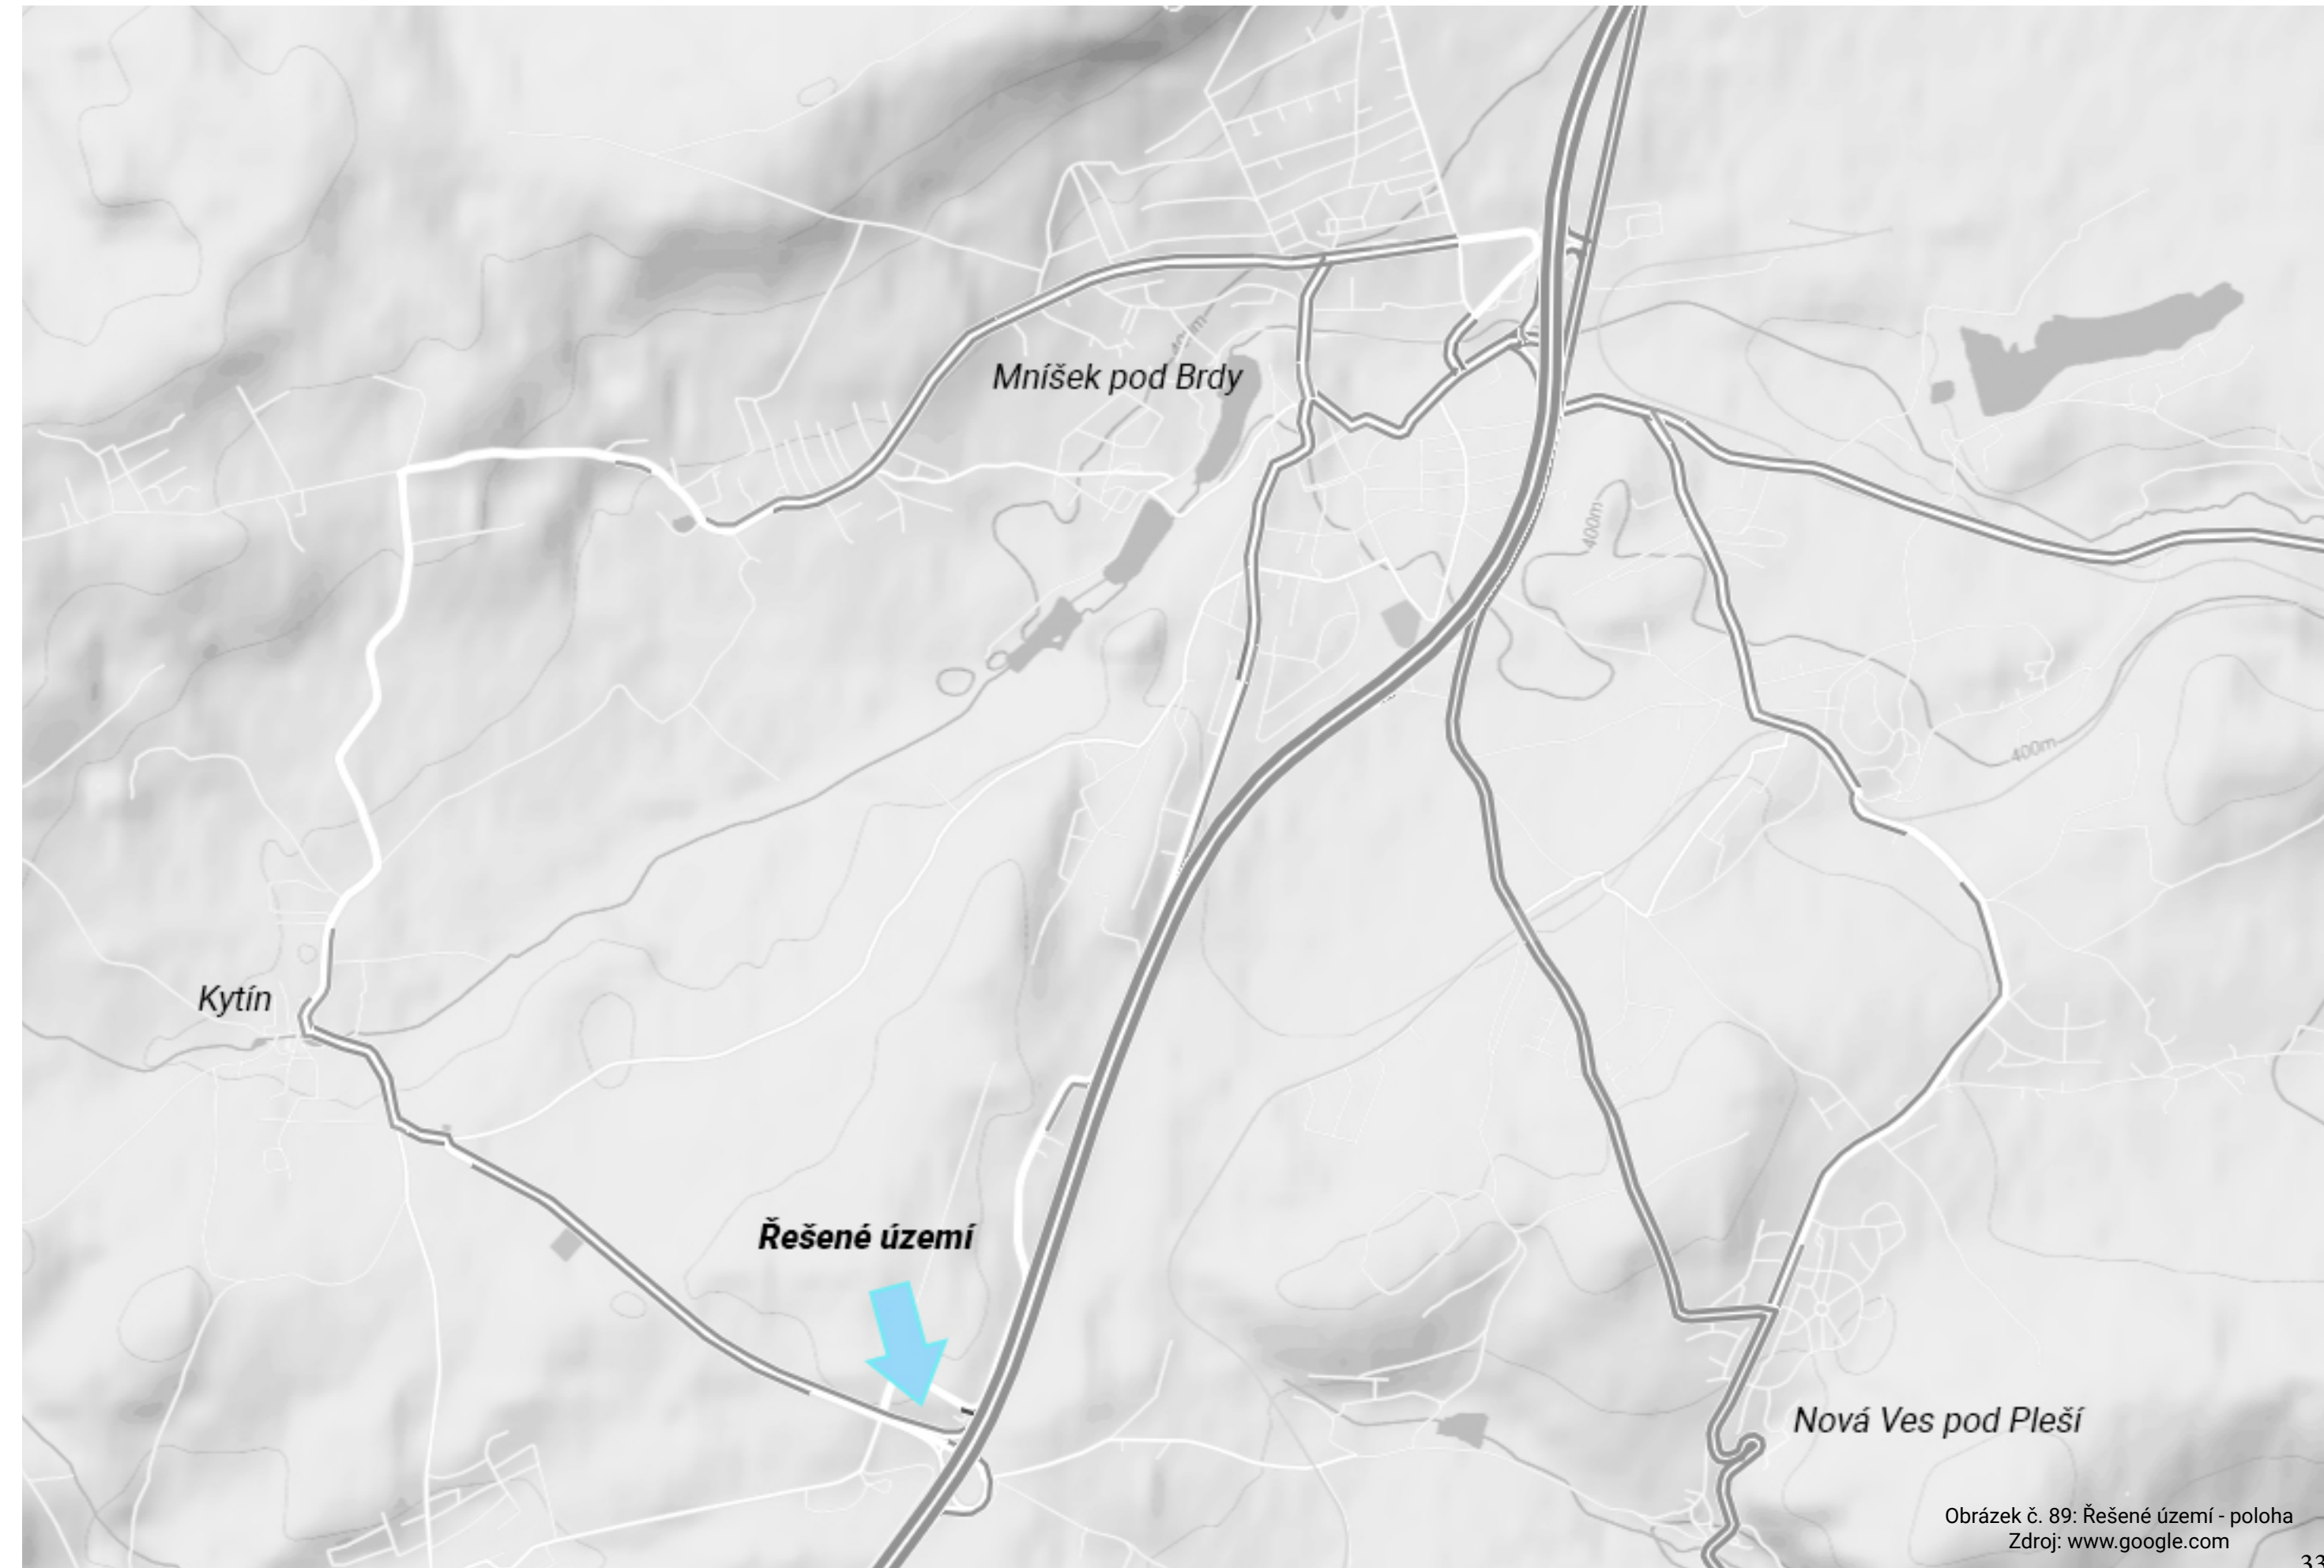 400m
Mníšek pod Brdy
400m
400m
Kytín
Řešené území
Nová Ves pod Pleší
Obrázek č. 89: Řešené území - poloha
Zdroj: www.google.com